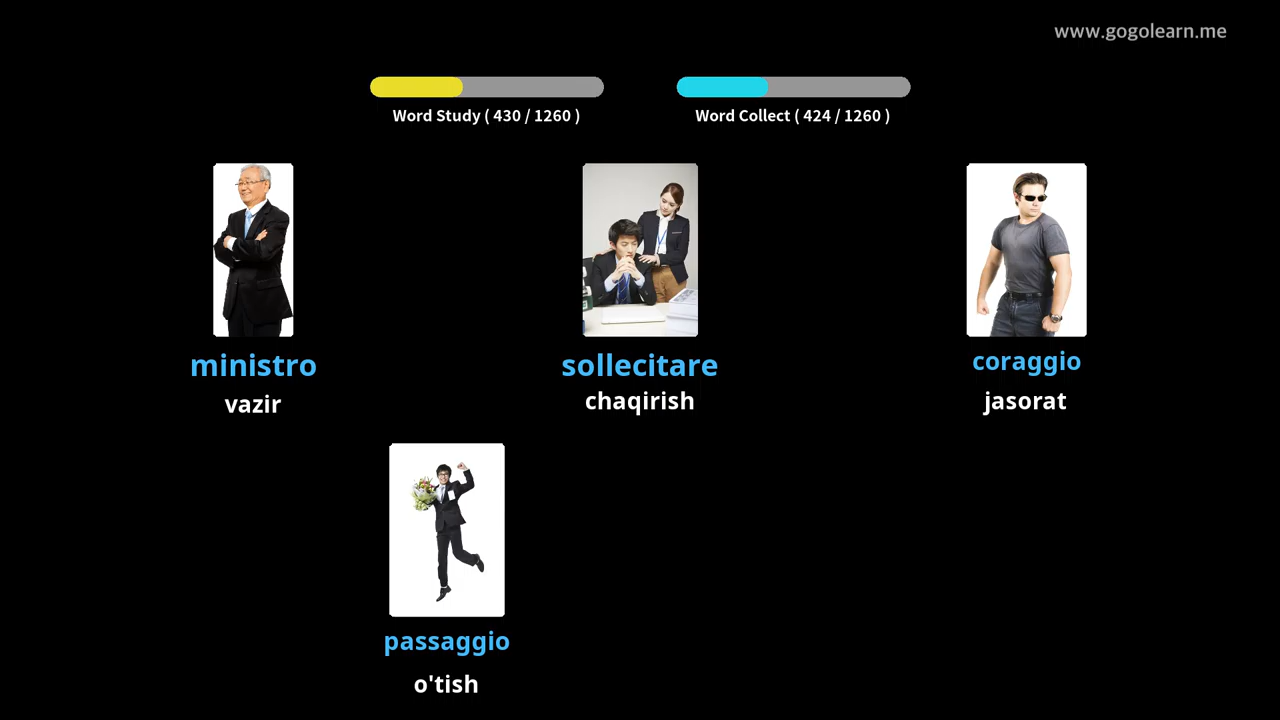 www.gogolearn.me
Word Study ( 430 / 1260 )
Word Collect ( 424 / 1260 )
ministro
vazir
sollecitare
chaqirish
coraggio
jasorat
passaggio
o'tish